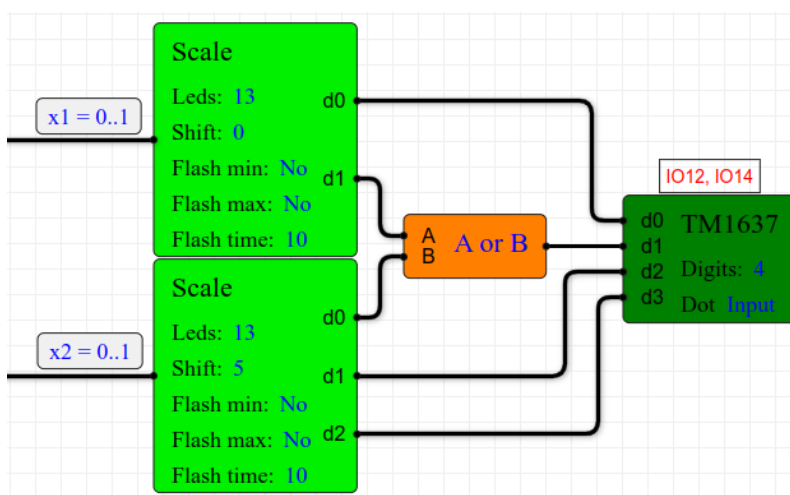 Scale
x1 = 0..1
Leds: 13
d0
Shift: 0
Flash min: No
d1
Flash max: No
Flash time: 10
A
B
A or B
IO12, IO14
d0
TM1637
d1
d2
Digits: 4
d3
Dot Input
Scale
x2 = 0..1
Leds: 13
d0
Shift: 5
d1
Flash min: No
Flash max: No
d2
Flash time: 10